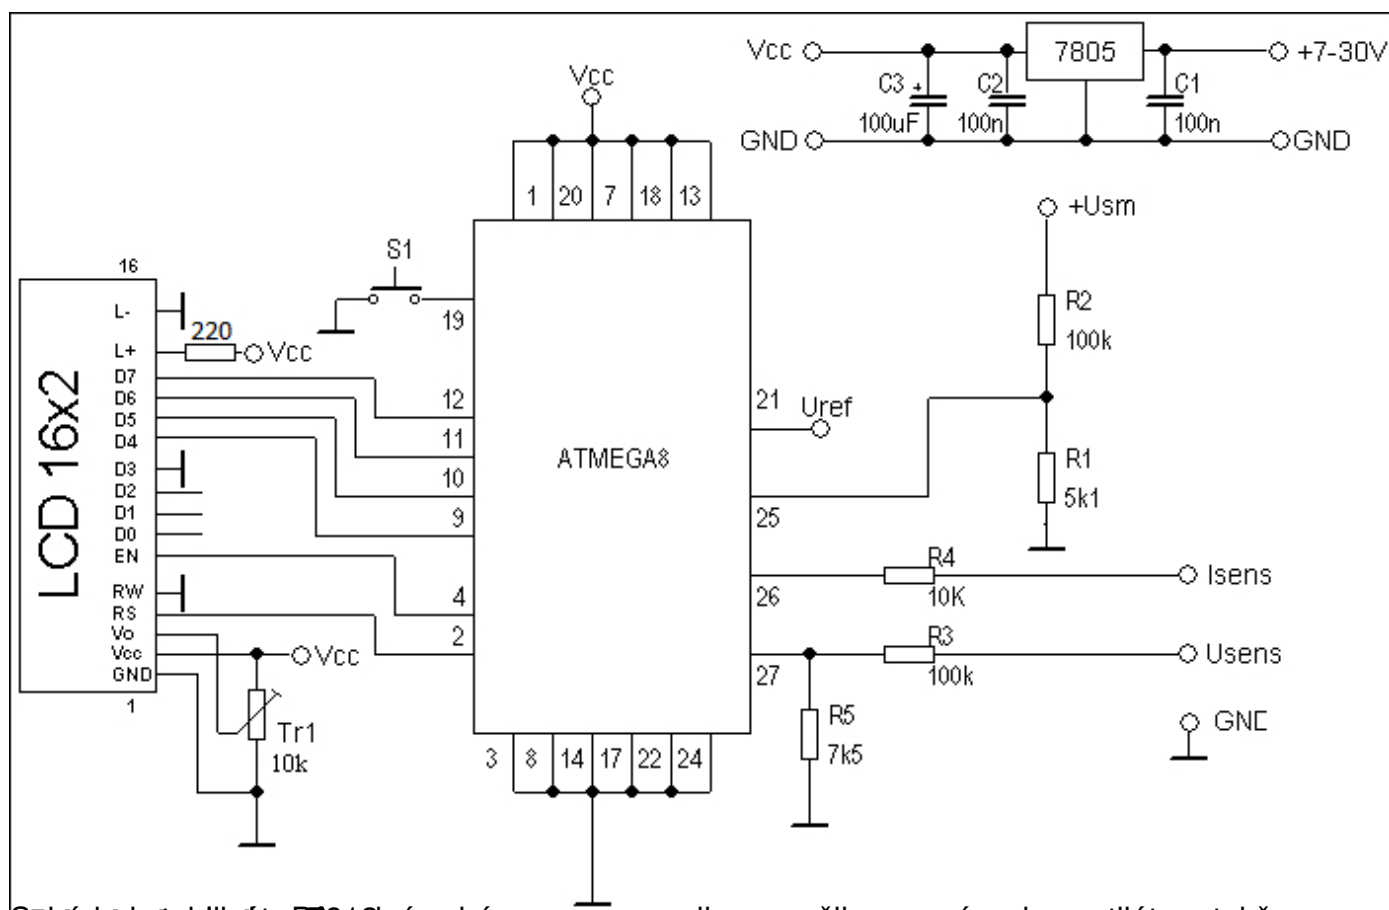 Vcc
7805
+7-30V
C3
+
100uF
C2
100n
C1
100n
GND
GND
Vcc
1 20 7 18 13
+Usm
S1
19
16
L-
220
L+
Vcc
D7
D6
D5
D4
D3
D2
D1
D0
EN
RW
RS
Vo
Vcc
GND
LCD 16x2
1
Vcc
Tr1
10k
12
11
10
9
4
2
ATMEGA8
21
Uref
25
26
27
R2
100k
R1
5k1
R4
10K
Isens
R3
100k
Usens
R5
7k5
GND
3 8 14 17 22 24